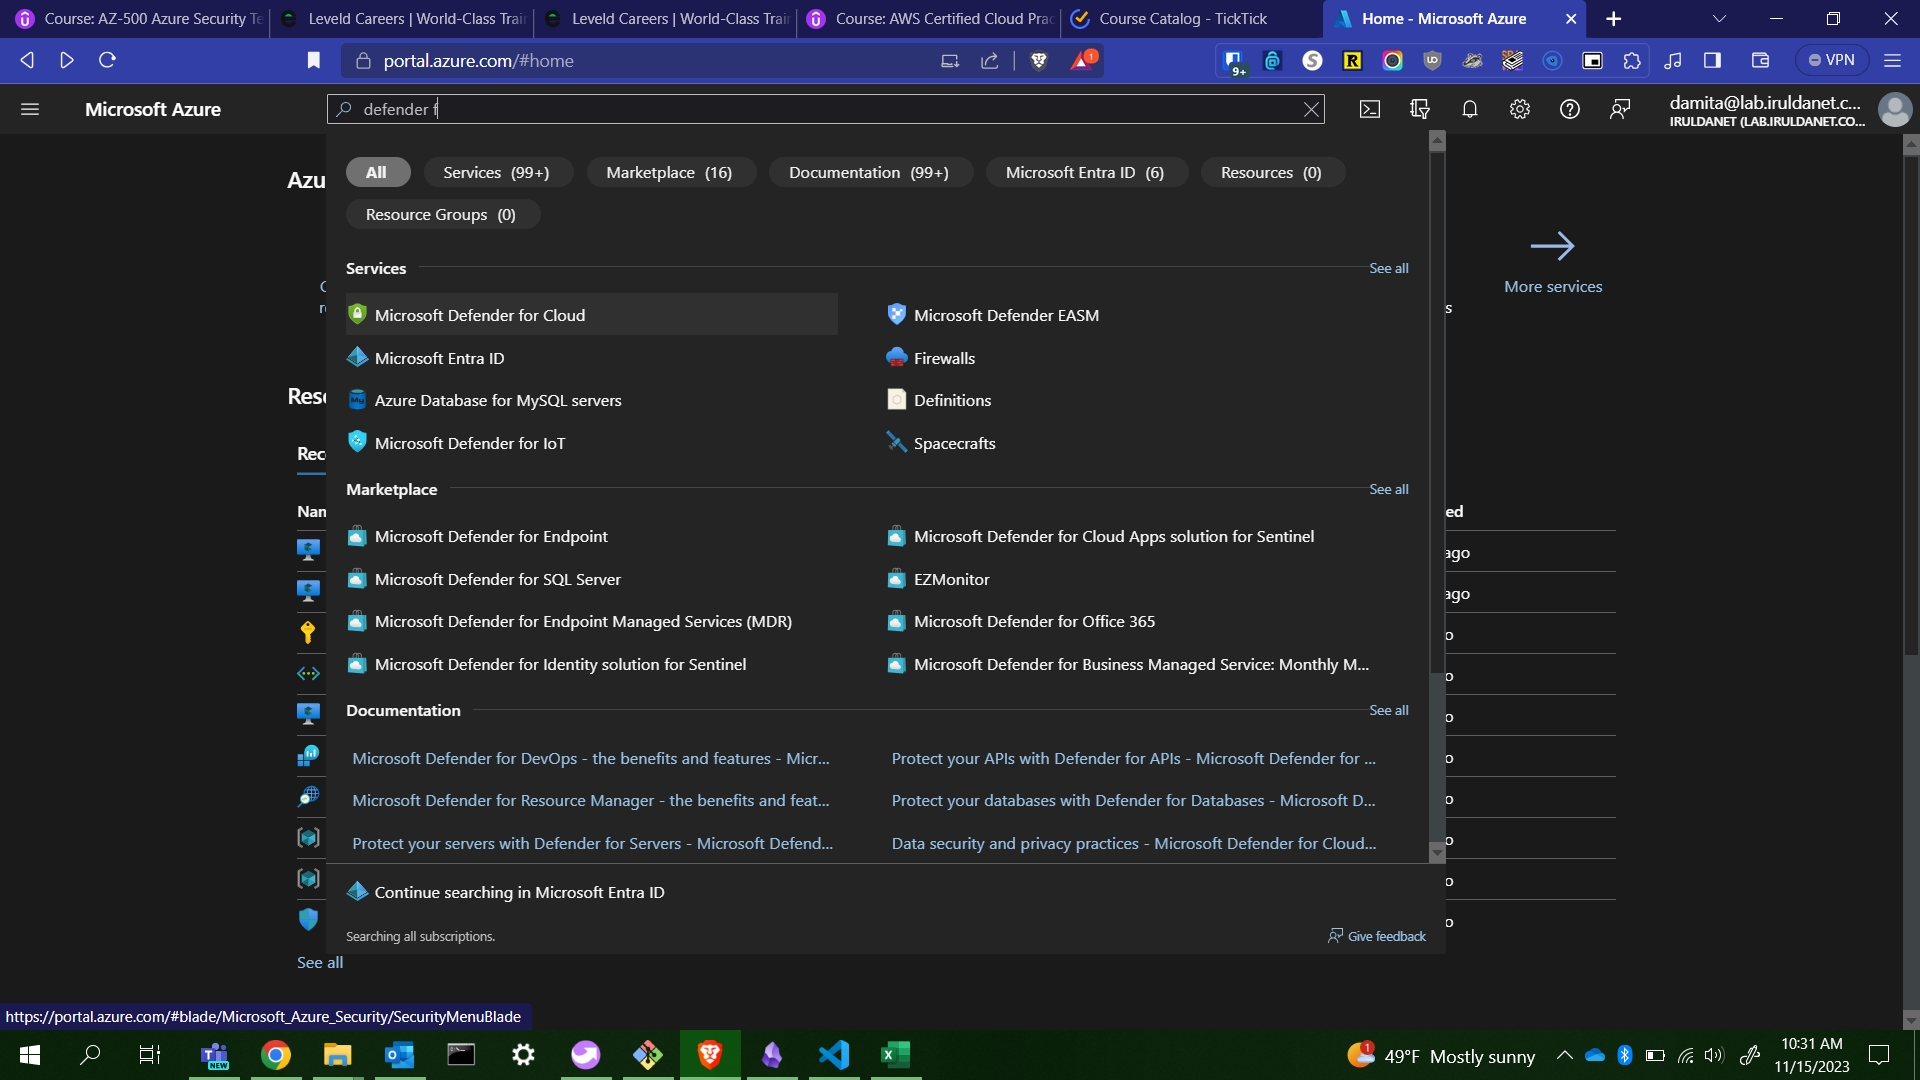 Course: AZ-500 Azure Security Te
Leveld Careers | World-Class Train
Leveld Careers | World-Class Train
Course: AWS Certified Cloud Prac
Course Catalog - TickTick
Home - Microsoft Azure
portal.azure.com/#home
1
9+
VPN
Microsoft Azure
defender f
damita@lab.iruldanet.c...
IRULDANET (LAB.IRULDANET.CO...
Azu
All
Services (99+)
Marketplace (16)
Documentation (99+)
Microsoft Entra ID (6)
Resources (0)
Resource Groups (0)
More services
Services
See all
Microsoft Defender for Cloud
Microsoft Defender EASM
Microsoft Entra ID
Firewalls
Azure Database for MySQL servers
Definitions
Microsoft Defender for IoT
Spacecrafts
Marketplace
See all
Microsoft Defender for Endpoint
Microsoft Defender for Cloud Apps solution for Sentinel
Microsoft Defender for SQL Server
EZMonitor
Microsoft Defender for Endpoint Managed Services (MDR)
Microsoft Defender for Office 365
Microsoft Defender for Identity solution for Sentinel
Microsoft Defender for Business Managed Service: Monthly M...
Documentation
See all
Microsoft Defender for DevOps - the benefits and features - Micr...
Protect your APIs with Defender for APIs - Microsoft Defender for ...
Microsoft Defender for Resource Manager - the benefits and feat...
Protect your databases with Defender for Databases - Microsoft D...
Protect your servers with Defender for Servers - Microsoft Defend...
Data security and privacy practices - Microsoft Defender for Cloud...
Continue searching in Microsoft Entra ID
Searching all subscriptions.
Give feedback
Reso
Rec
Nam
ed
ago
ago
See all
https://portal.azure.com/#blade/Microsoft_Azure_Security/SecurityMenuBlade
NEW
1
49°F Mostly sunny
10:31 AM
11/15/2023